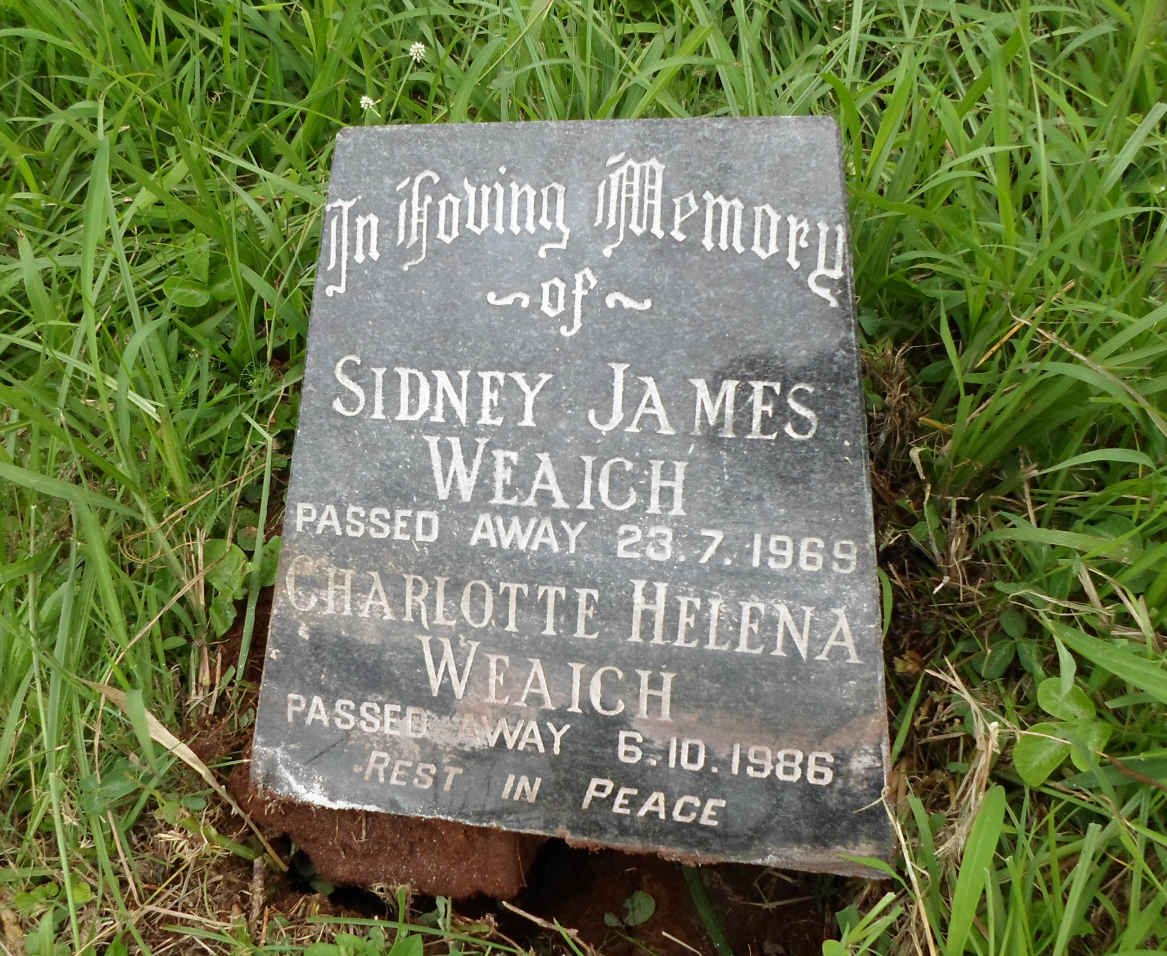 In Loving Memory
~of~
SIDNEY JAMES
WEAICH
PASSED AWAY 23.7.1969
CHARLOTTE HELENA
WEAICH
PASSED AWAY 6.10.1986
REST IN PEACE